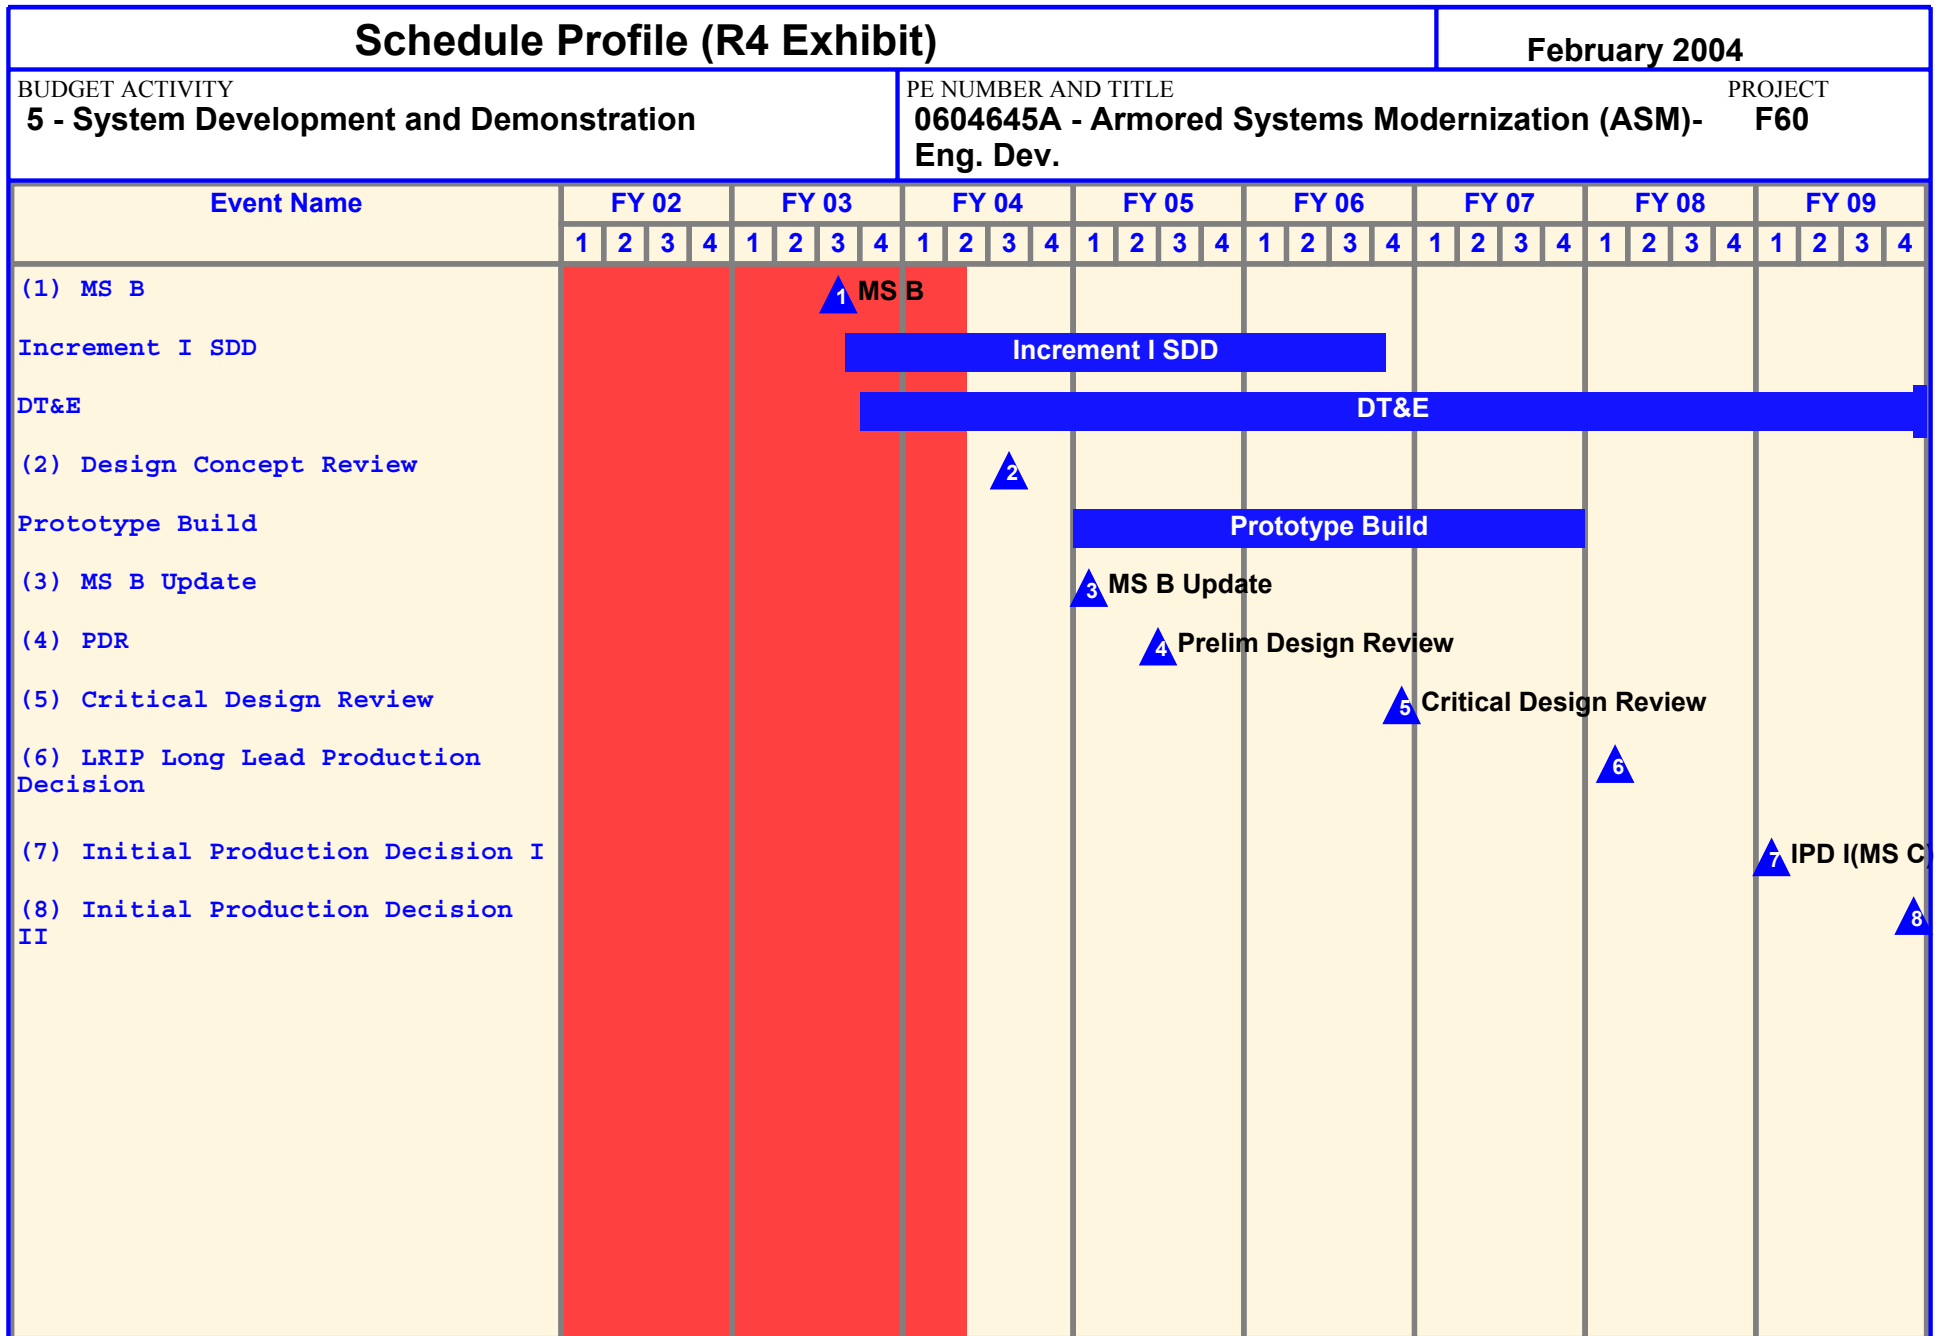 Schedule Profile (R4 Exhibit)
February 2004
BUDGET ACTIVITY
5 - System Development and Demonstration
PE NUMBER AND TITLE
0604645A - Armored Systems Modernization (ASM)-
Eng. Dev.
PROJECT
F60
Event Name
FY 02 FY 03 FY 04 FY 05 FY 06 FY 07 FY 08 FY 09
1 2 3 4 1 2 3 4 1 2 3 4 1 2 3 4 1 2 3 4 1 2 3 4 1 2 3 4 1 2 3 4
(1) MS B
1 MS B
Increment I SDD
Increment I SDD
DT&E
DT&E
(2) Design Concept Review
2
Prototype Build
Prototype Build
(3) MS B Update
3 MS B Update
(4) PDR
4 Prelim Design Review
(5) Critical Design Review
5 Critical Design Review
(6) LRIP Long Lead Production
Decision
6
(7) Initial Production Decision I
7 IPD I(MS C)
(8) Initial Production Decision
II
8